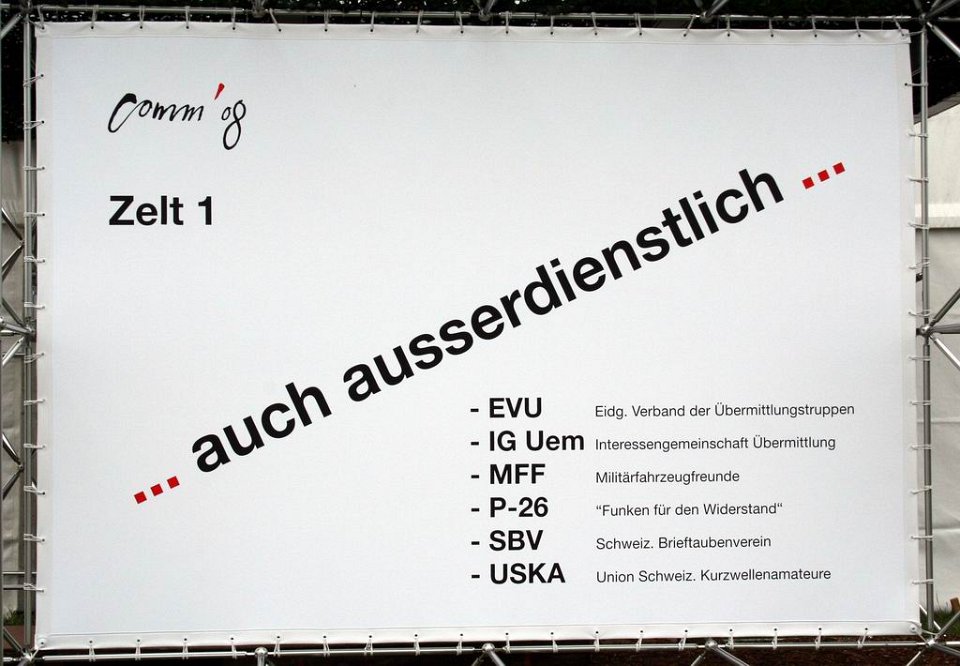 comm'08
Zelt 1
... auch ausserdienstlich ...
- EVU Eidg. Verband der Übermittlungstruppen
- IG Uem Interessengemeinschaft Übermittlung
- MFF Militärfahrzeugfreunde
- P-26 “Funken für den Widerstand“
- SBV Schweiz. Brieftaubenverein
- USKA Union Schweiz. Kurzwellenamateure